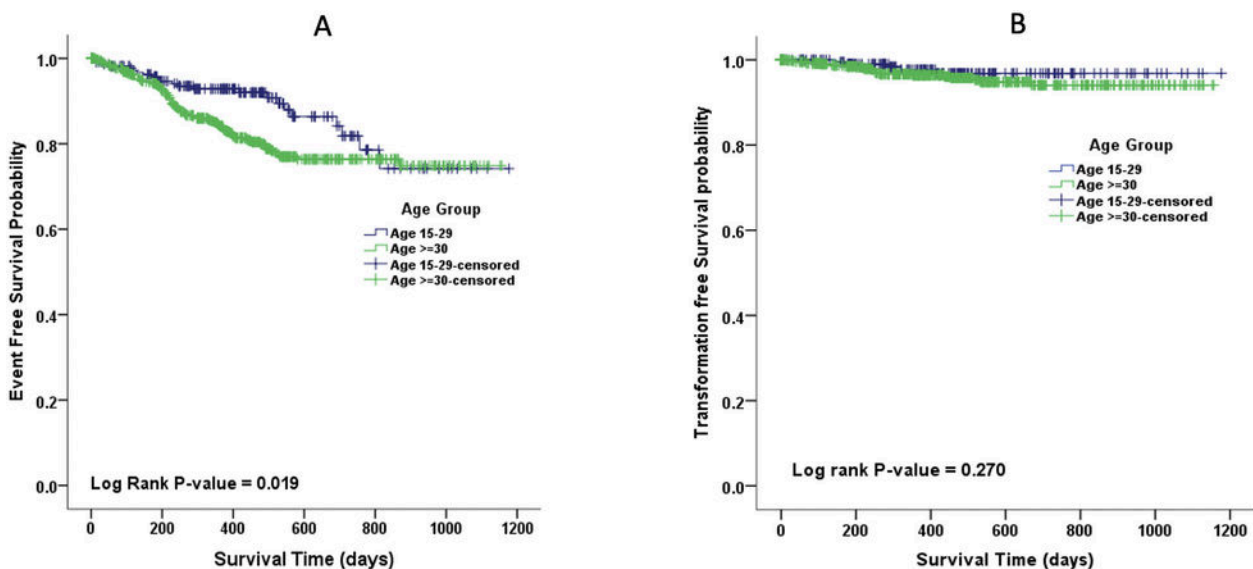 A
Event Free Survival Probability
1.0
0.8
0.6
0.4
0.2
0.0
Age Group
Age 15-29
Age >=30
Age 15-29-censored
Age >=30-censored
Log Rank P-value = 0.019
0 200 400 600 800 1000 1200
Survival Time (days)
B
Transformation free Survival probability
1.0
0.8
0.6
0.4
0.2
0.0
Age Group
Age 15-29
Age >=30
Age 15-29-censored
Age >=30-censored
Log rank P-value = 0.270
0 200 400 600 800 1000 1200
Survival Time (days)